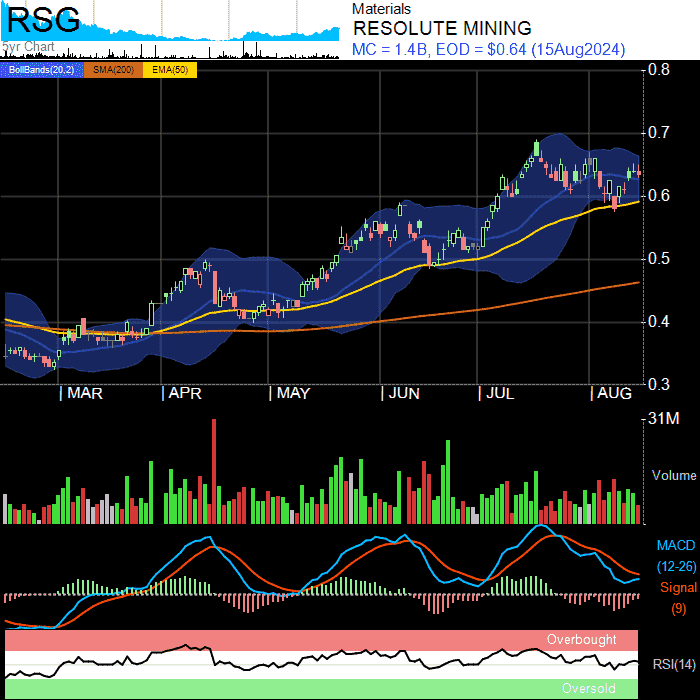 RSG
5yr Chart
Materials
RESOLUTE MINING
MC = 1.4B, EOD = $0.64 (15Aug2024)
BollBands(20,2) SMA(200) EMA(50)
0.8
0.7
0.6
0.5
0.4
0.3
MAR APR MAY JUN JUL AUG
31M
Volume
MACD
(12-26)
Signal
(9)
Overbought
RSI(14)
Oversold